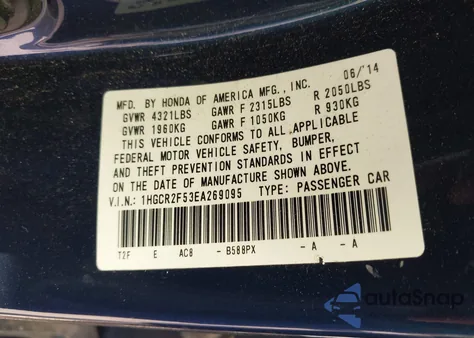 MFD. BY HONDA OF AMERICA MFG., INC. 06/14
GVWR 4321LBS GAWR F 2315LBS R 2050LBS
GVWR 1960KG GAWR F 1050KG R 930KG
THIS VEHICLE CONFORMS TO ALL APPLICABLE
FEDERAL MOTOR VEHICLE SAFETY, BUMPER,
AND THEFT PREVENTION STANDARDS IN EFFECT
ON THE DATE OF MANUFACTURE SHOWN ABOVE.
V.I.N.: 1HGCR2F53EA269095 TYPE: PASSENGER CAR
T2F E AC8 - B588PX - A - A
autoSnap